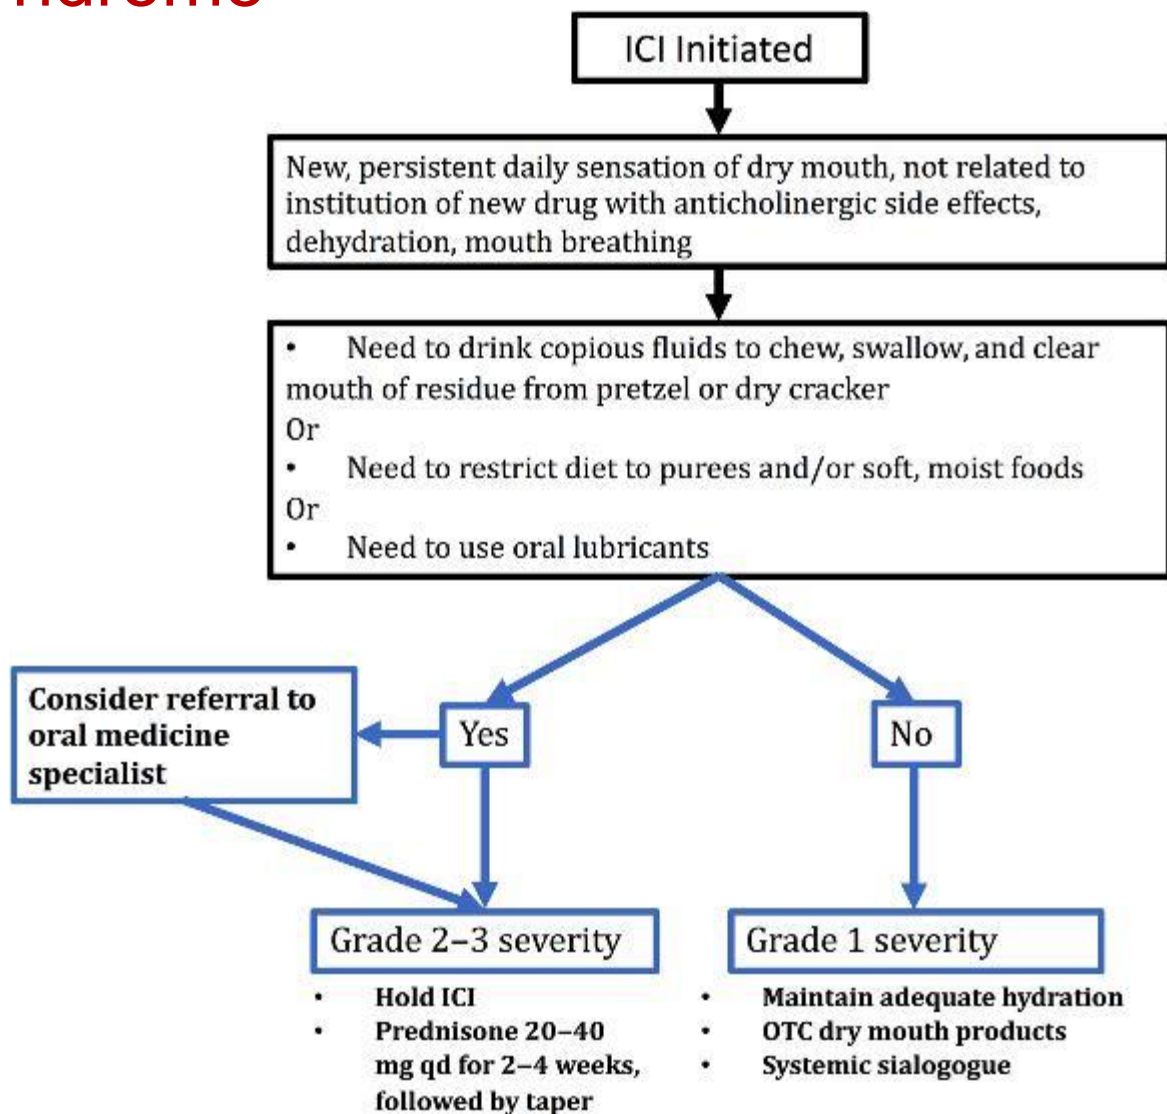 ICI Initiated
New, persistent daily sensation of dry mouth, not related to
institution of new drug with anticholinergic side effects,
dehydration, mouth breathing
• Need to drink copious fluids to chew, swallow, and clear
mouth of residue from pretzel or dry cracker
Or
• Need to restrict diet to purees and/or soft, moist foods
Or
• Need to use oral lubricants
Consider referral to
oral medicine
specialist
Yes
No
Grade 2–3 severity
• Hold ICI
• Prednisone 20–40
mg qd for 2–4 weeks,
followed by taper
Grade 1 severity
• Maintain adequate hydration
• OTC dry mouth products
• Systemic sialogogue